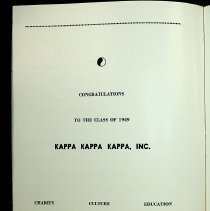 CONGRATULATIONS
TO THE CLASS OF 1969
KAPPA KAPPA KAPPA, INC.
CHARITY CULTURE EDUCATION